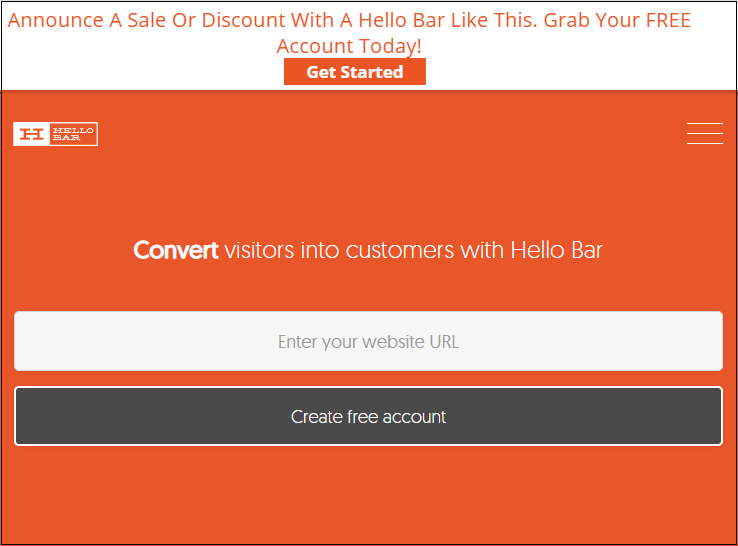 Announce A Sale Or Discount With A Hello Bar Like This. Grab Your FREE
Account Today!
Get Started
H HELLO
BAR
Convert visitors into customers with Hello Bar
Enter your website URL
Create free account